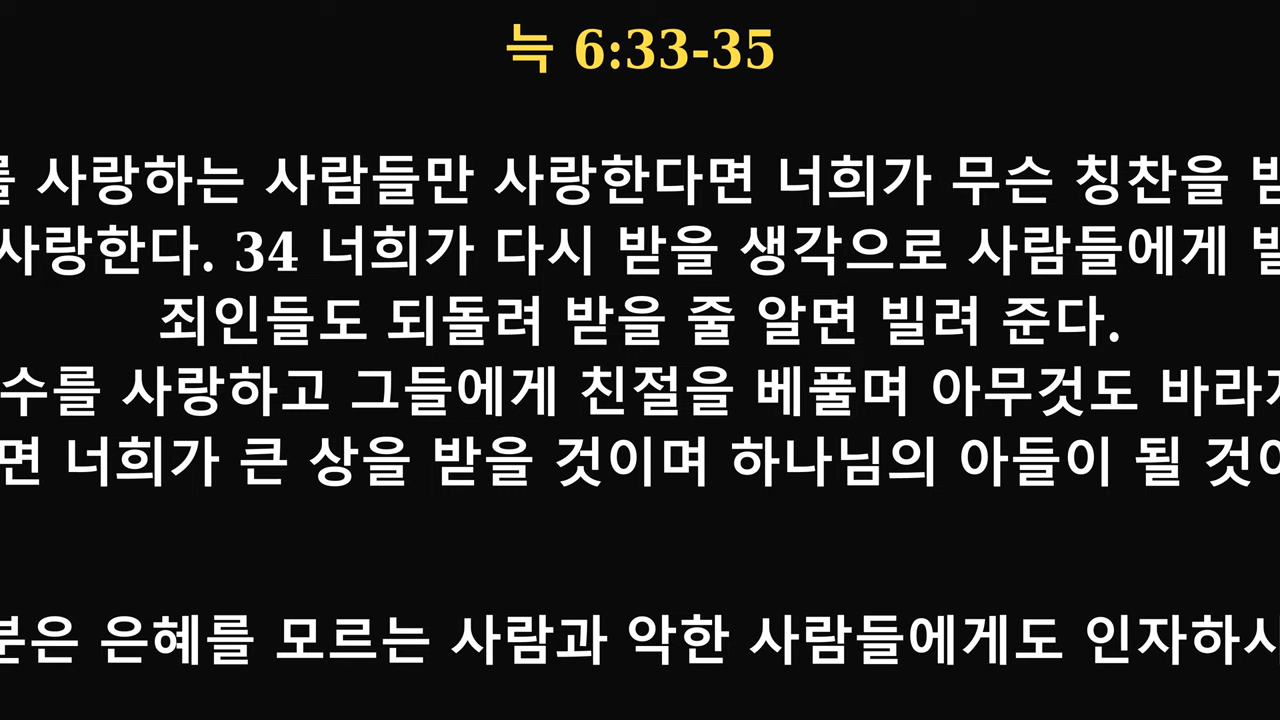 늑 6:33-35
를 사랑하는 사람들만 사랑한다면 너희가 무슨 칭찬을
사랑한다. 34 너희가 다시 받을 생각으로 사람들에게
죄인들도 되돌려 받을 줄 알면 빌려 준다.
수를 사랑하고 그들에게 친절을 베풀며 아무것도
면 너희가 큰 상을 받을 것이며 하나님의 아들이 될
은혜를 모르는 사람과 악한 사람들에게도